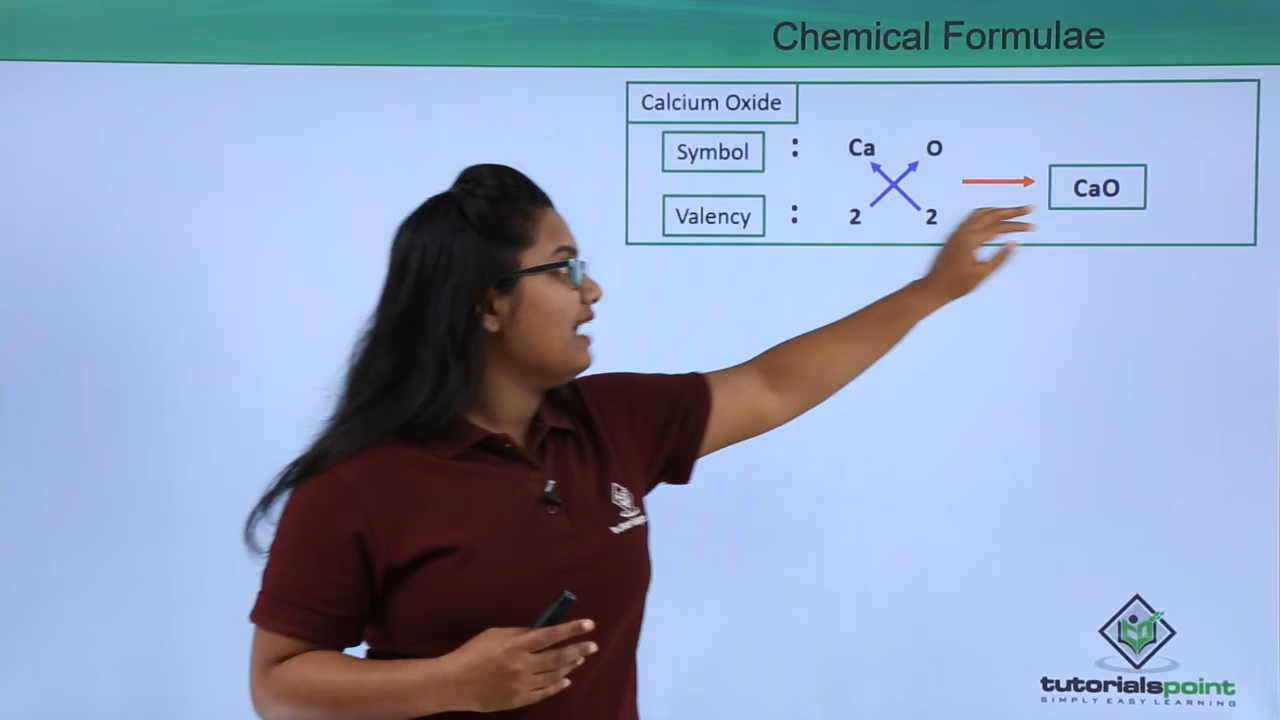 Chemical Formulae
Calcium Oxide
Symbol : Ca O
CaO
Valency : 2 2
tutorialspoint
SIMPLY EASY LEARNING